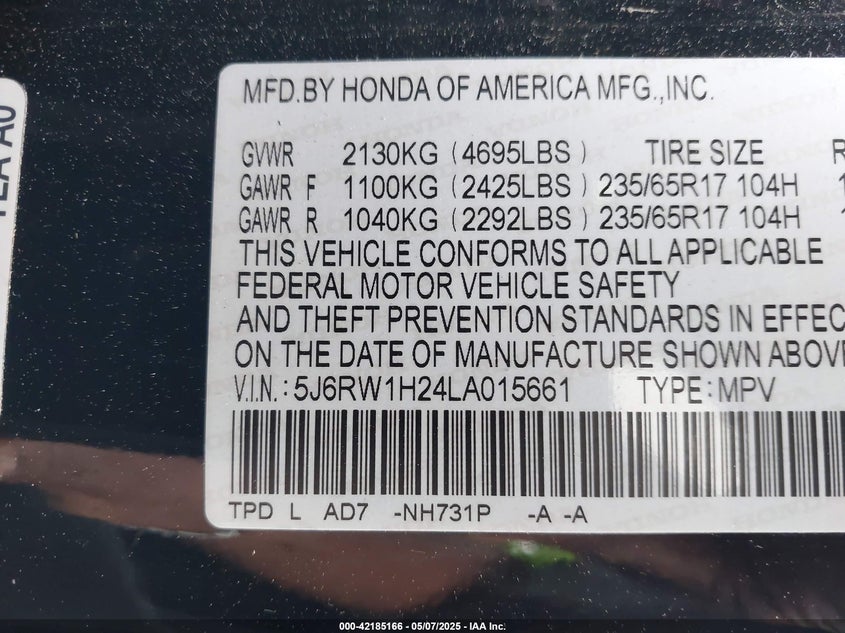 MFD.BY HONDA OF AMERICA MFG.,INC.
GVWR 2130KG (4695LBS) TIRE SIZE R
GAWR F 1100KG (2425LBS) 235/65R17 104H 1
GAWR R 1040KG (2292LBS) 235/65R17 104H 1
THIS VEHICLE CONFORMS TO ALL APPLICABLE
FEDERAL MOTOR VEHICLE SAFETY
AND THEFT PREVENTION STANDARDS IN EFFEC
ON THE DATE OF MANUFACTURE SHOWN ABOVE
V.I.N.: 5J6RW1H24LA015661 TYPE: MPV
TPD L AD7 -NH731P -A -A
000-42185166 - 05/07/2025 - IAA Inc.